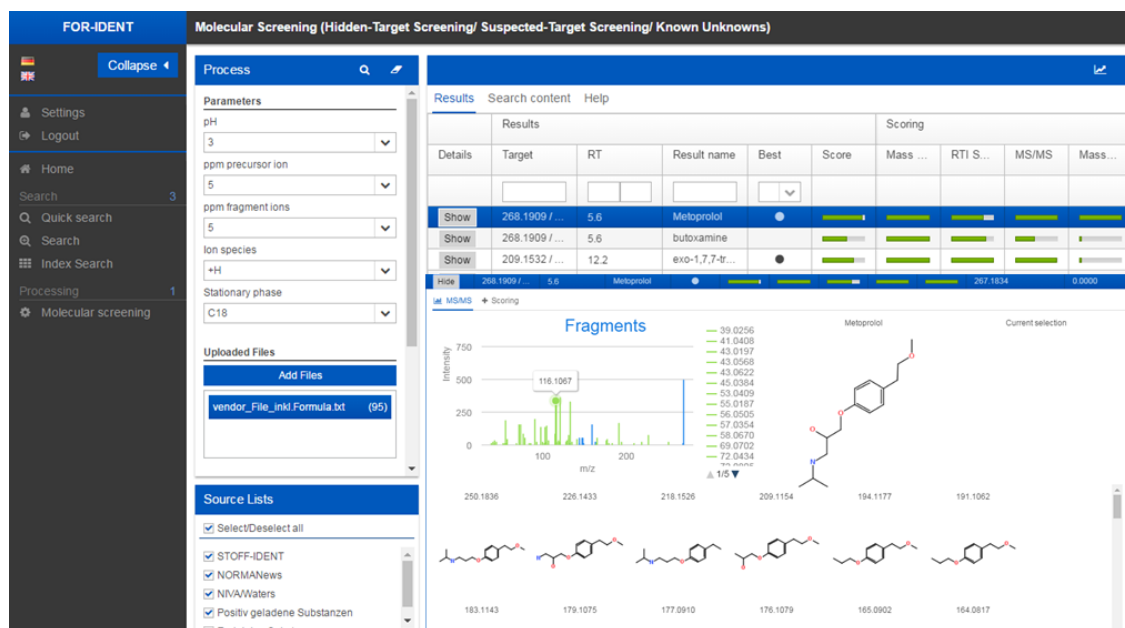 FOR-IDENT
Molecular Screening (Hidden-Target Screening/ Suspected-Target Screening/ Known Unknowns)
Collapse
Settings
Logout
Home
Search 3
Quick search
Search
Index Search
Processing 1
Molecular screening
Process
Parameters
pH
3
ppm precursor ion
5
ppm fragment ions
5
Ion species
+H
Stationary phase
C18
Uploaded Files
Add Files
vendor_File_inkl.Formula.txt (95)
Source Lists
Select/Deselect all
STOFF-IDENT
NORMANews
NIVA/Waters
Positiv geladene Substanzen
Results Search content Help
Results Scoring
Details Target RT Result name Best Score Mass ... RTI S... MS/MS Mass...
Show 268.1909 / ... 5.6 Metoprolol
Show 268.1909 / ... 5.6 butoxamine
Show 209.1532 / ... 12.2 exo-1,7,7-tr...
Hide 268.1909 / ... 5.6 Metoprolol 267.1834 0.0000
MS/MS Scoring
Fragments
Intensity
750
500
250
0
116.1067
100 200
m/z
39.0256
41.0408
43.0197
43.0568
43.0622
45.0384
53.0409
55.0187
56.0505
57.0354
58.0670
69.0702
72.0434
1/5
Metoprolol
O
O
O
N
Current selection
250.1836 226.1433 218.1526 209.1154 194.1177 191.1062
183.1143 179.1075 177.0910 176.1079 165.0902 164.0817